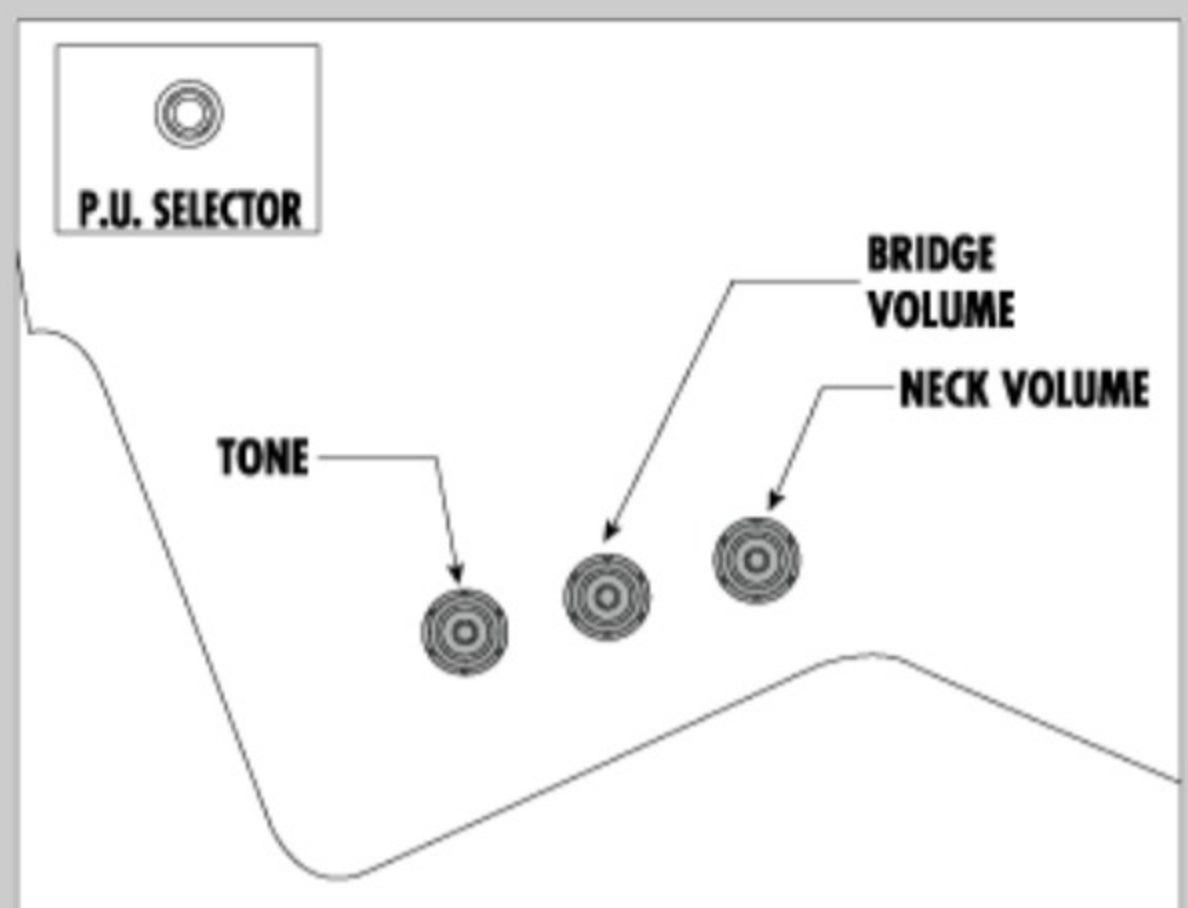 P.U. SELECTOR
BRIDGE
VOLUME
NECK VOLUME
TONE